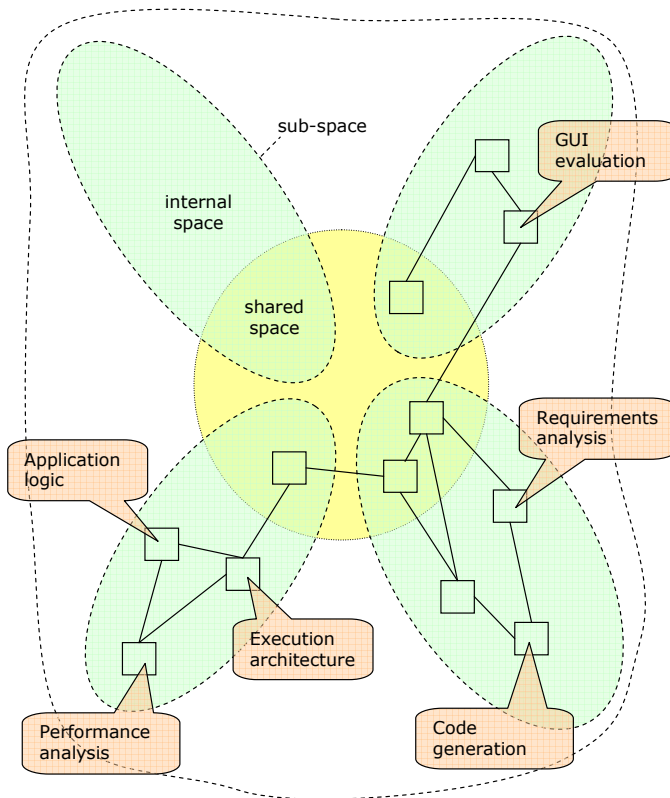 sub-space
GUI
evaluation
internal
space
shared
space
Requirements
analysis
Application
logic
Execution
architecture
Performance
analysis
Code
generation